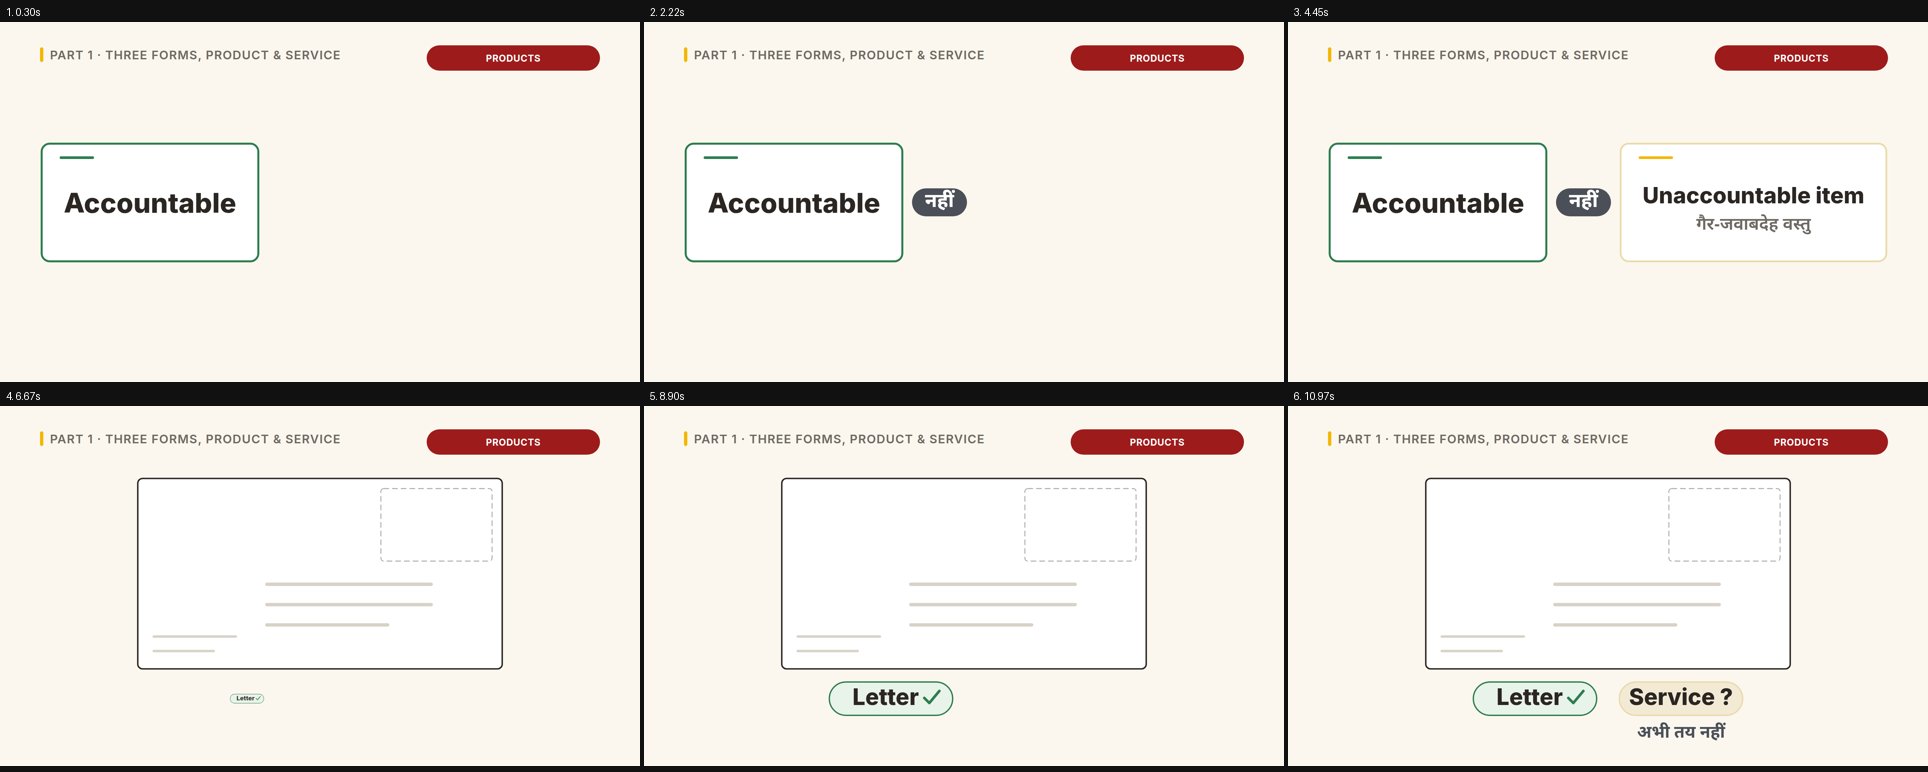 1. 0.30s
PART 1 · THREE FORMS, PRODUCT & SERVICE
PRODUCTS
Accountable
2. 2.22s
PART 1 · THREE FORMS, PRODUCT & SERVICE
PRODUCTS
Accountable
नहीं
3. 4.45s
PART 1 · THREE FORMS, PRODUCT & SERVICE
PRODUCTS
Accountable
नहीं
Unaccountable item
गैर-जवाबदेह वस्तु
4. 6.67s
PART 1 · THREE FORMS, PRODUCT & SERVICE
PRODUCTS
Letter ✓
5. 8.90s
PART 1 · THREE FORMS, PRODUCT & SERVICE
PRODUCTS
Letter ✓
6. 10.97s
PART 1 · THREE FORMS, PRODUCT & SERVICE
PRODUCTS
Letter ✓
Service ?
अभी तय नहीं